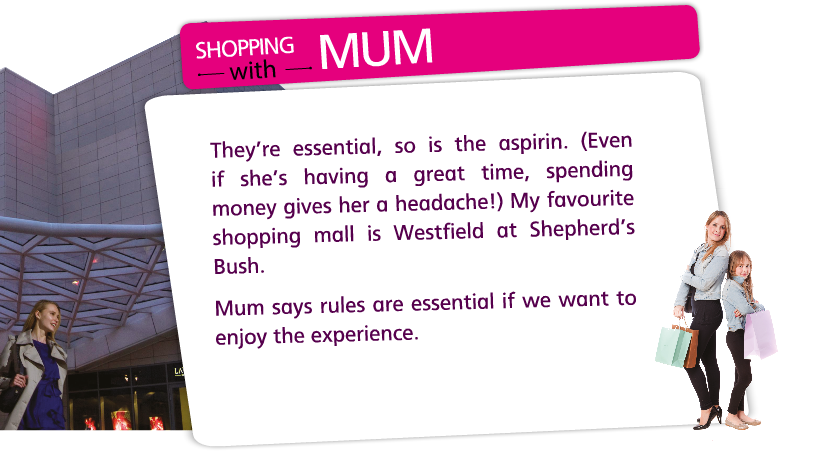 SHOPPING
with
MUM
They're essential, so is the aspirin. (Even
if she's having a great time, spending
money gives her a headache!) My favourite
shopping mall is Westfield at Shepherd's
Bush.
Mum says rules are essential if we want to
enjoy the experience.